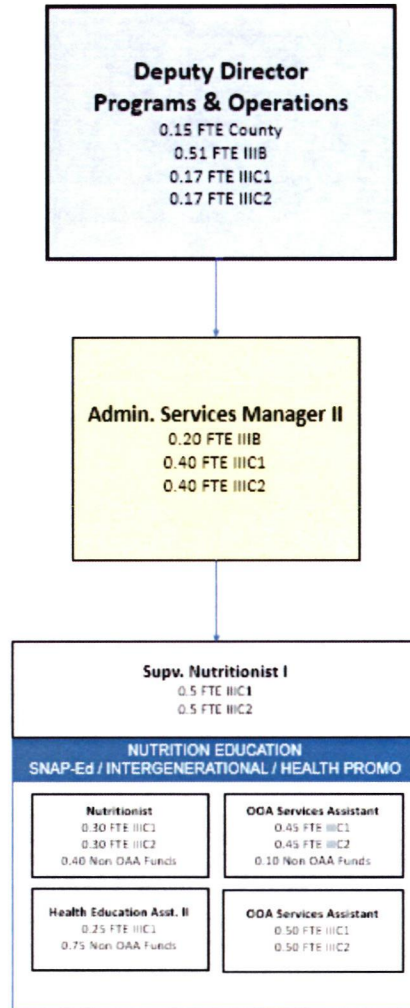 Deputy Director
Programs & Operations
0.15 FTE County
0.51 FTE IIIB
0.17 FTE IIIC1
0.17 FTE IIIC2
Admin. Services Manager II
0.20 FTE IIIB
0.40 FTE IIIC1
0.40 FTE IIIC2
Supv. Nutritionist I
0.5 FTE IIIC1
0.5 FTE IIIC2
NUTRITION EDUCATION
SNAP-Ed / INTERGENERATIONAL / HEALTH PROMO
Nutritionist
0.30 FTE IIIC1
0.30 FTE IIIC2
0.40 Non OAA Funds
OOA Services Assistant
0.45 FTE IIIC1
0.45 FTE IIIC2
0.10 Non OAA Funds
Health Education Asst. II
0.25 FTE IIIC1
0.75 Non OAA Funds
OOA Services Assistant
0.50 FTE IIIC1
0.50 FTE IIIC2